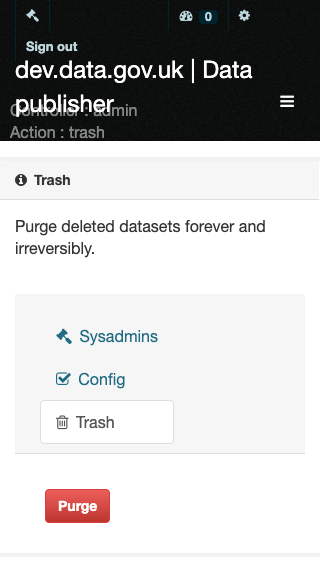 0
Sign out
dev.data.gov.uk | Data
publisher
Controller : admin
Action : trash
Trash
Purge deleted datasets forever and
irreversibly.
Sysadmins
Config
Trash
Purge